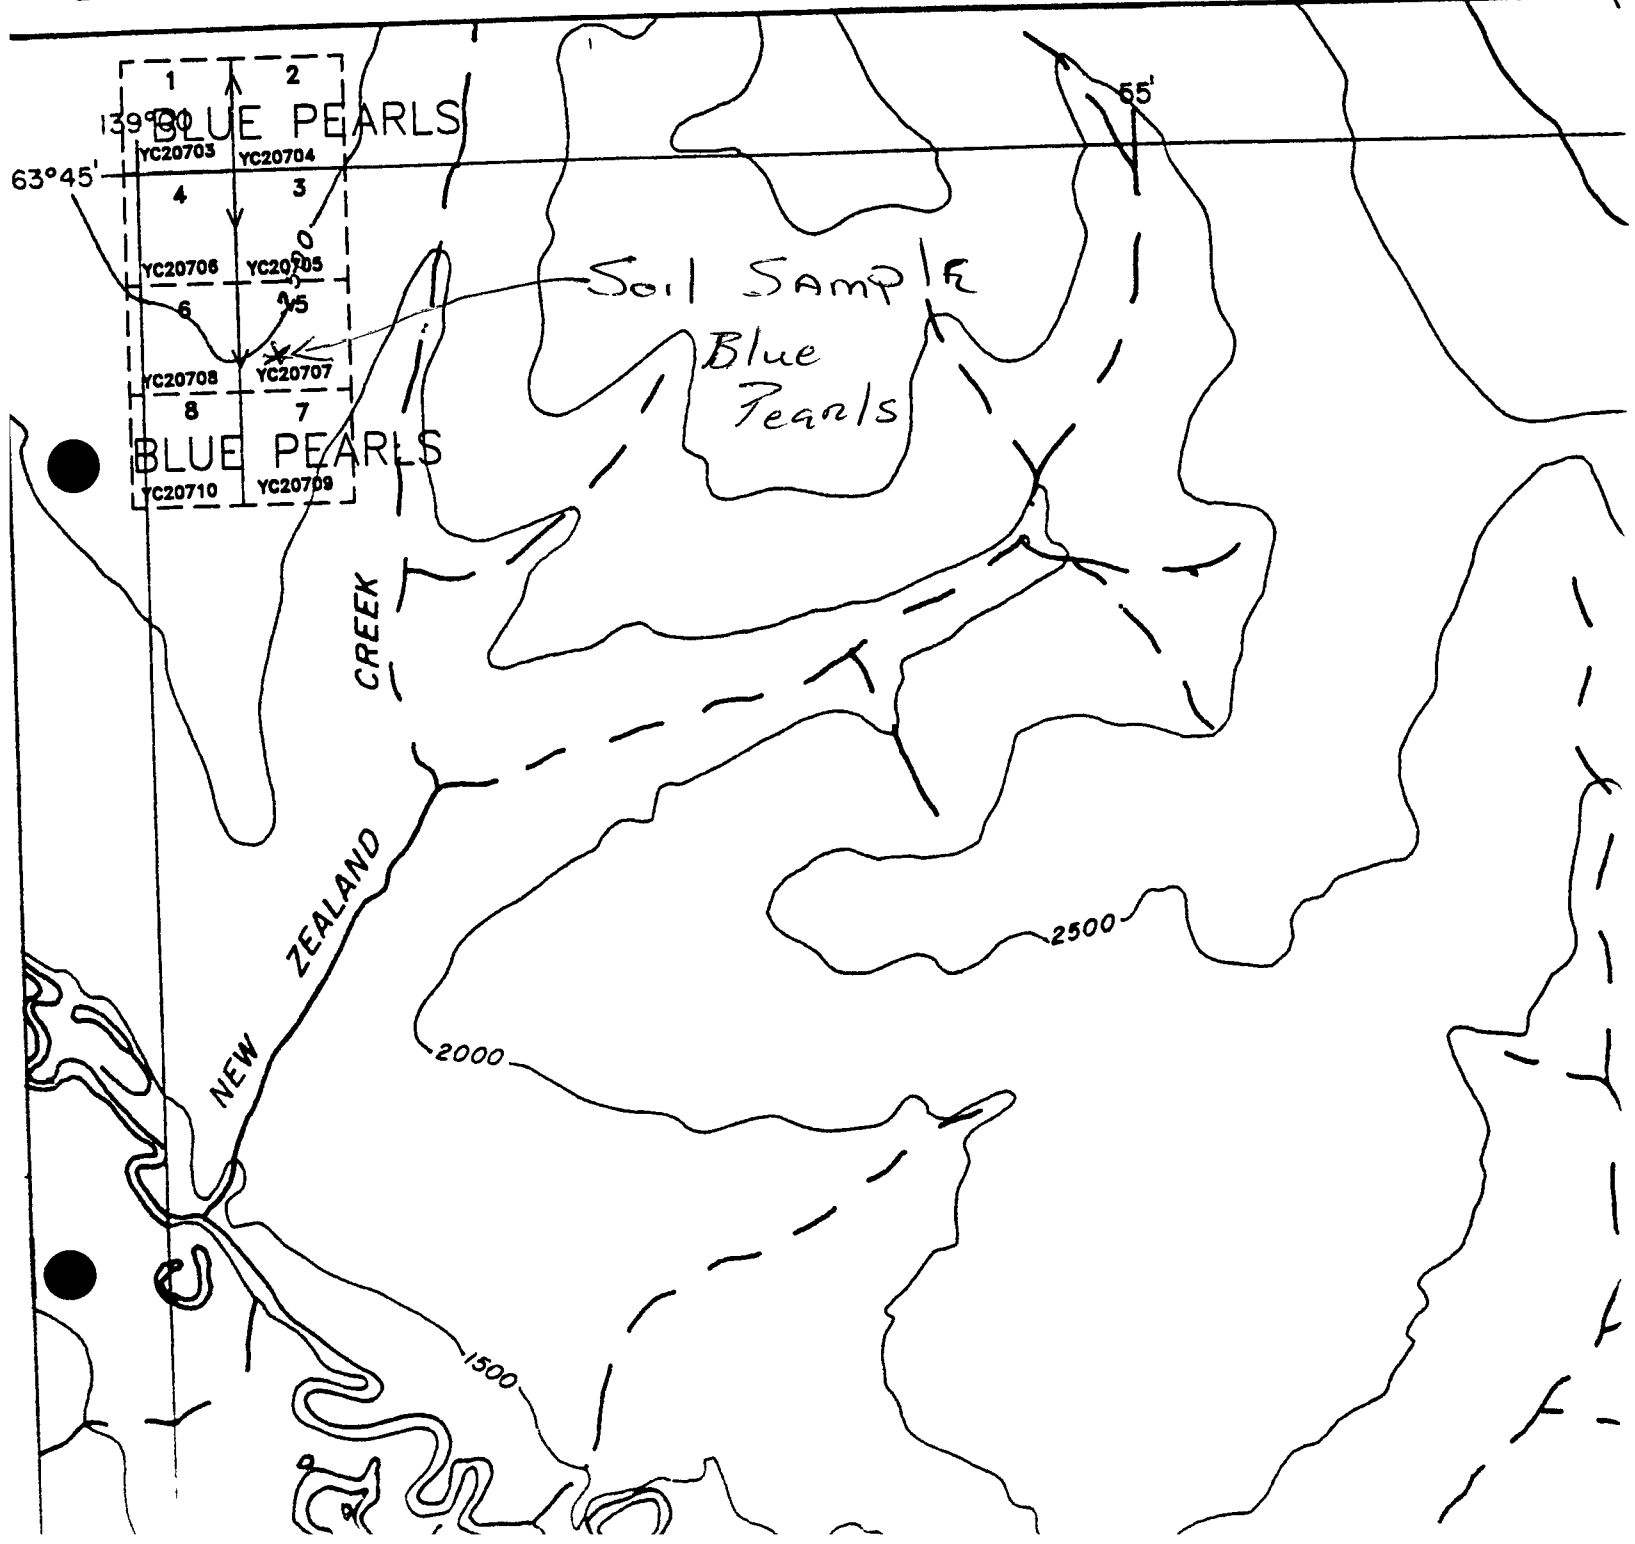 1 2
55'
139°00'
BLUE PEARLS
YC20703 YC20704
63°45'
4 3
YC20706 YC20705
2500
6 5
Soil Sample
Blue
Pearls
YC20708 YC20707
8 7
BLUE PEARLS
YC20710 YC20709
NEW ZEALAND CREEK
2500
2000
1500